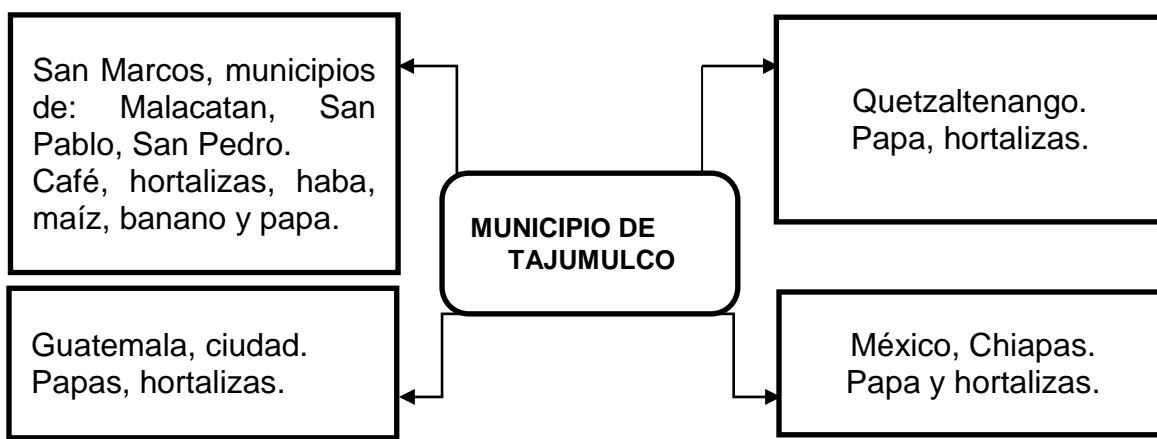 San Marcos, municipios
de: Malacatan, San
Pablo, San Pedro.
Café, hortalizas, haba,
maíz, banano y papa.
Quetzaltenango.
Papa, hortalizas.
MUNICIPIO DE
TAJUMULCO
Guatemala, ciudad.
Papas, hortalizas.
México, Chiapas.
Papa y hortalizas.